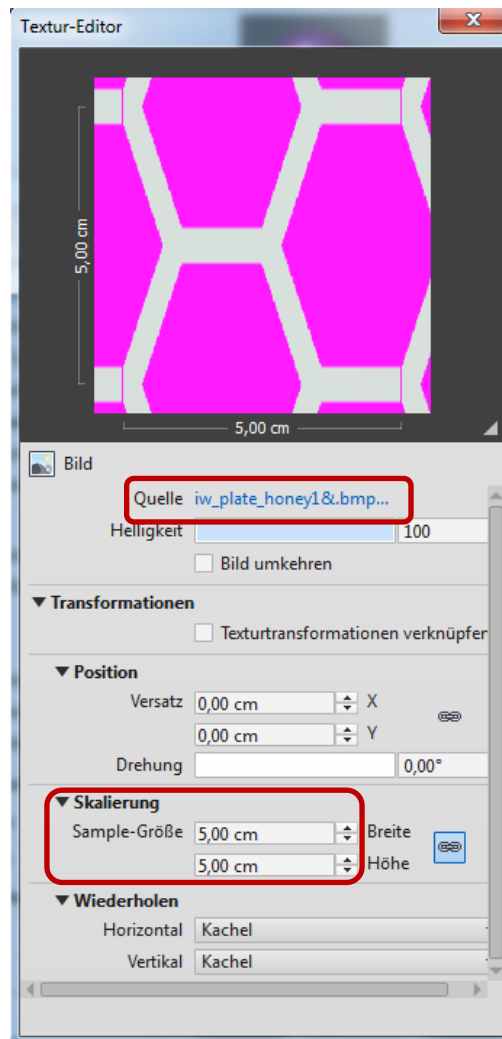 Textur-Editor
5,00 cm
5,00 cm
Bild
Quelle iw_plate_honey1&.bmp...
Helligkeit 100
Bild umkehren
Transformationen
Texturtransformationen verknüpfen
Position
Versatz 0,00 cm X
0,00 cm Y
Drehung 0,00°
Skalierung
Sample-Größe 5,00 cm Breite
5,00 cm Höhe
Wiederholen
Horizontal Kachel
Vertikal Kachel